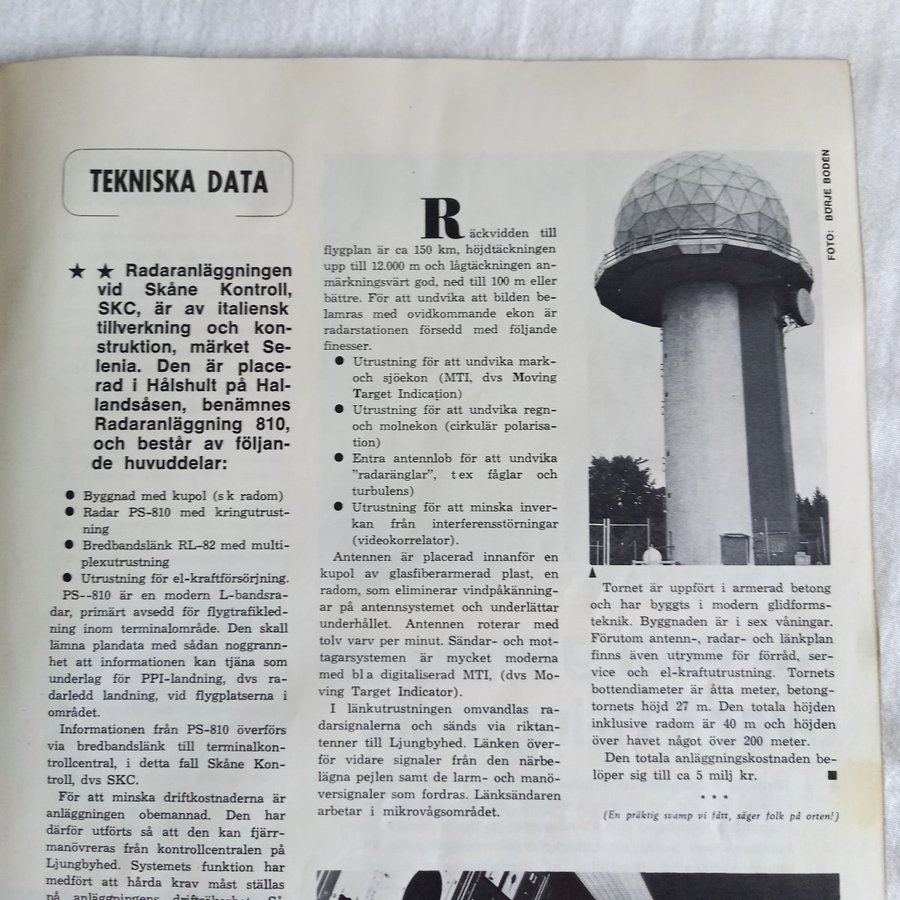 TEKNISKA DATA
★ ★ Radaranläggningen
vid Skåne Kontroll,
SKC, är av italiensk
tillverkning och kon-
struktion, märket Se-
lenia. Den är place-
rad i Hålshult på Hal-
landsåsen, benämnes
Radaranläggning 810,
och består av följan-
de huvuddelar:
● Byggnad med kupol (s k radom)
● Radar PS-810 med kringutrust-
ning
● Bredbandslänk RL-82 med multi-
plexutrustning
● Utrustning för el-kraftförsörjning.
PS--810 är en modern L-bandsra-
dar, primärt avsedd för flygtrafikled-
ning inom terminalområde. Den skall
lämna plandata med sådan noggrann-
het att informationen kan tjäna som
underlag för PPI-landning, dvs ra-
darledd landning, vid flygplatserna i
området.
Informationen från PS-810 överförs
via bredbandslänk till terminalkon-
trollcentral, i detta fall Skåne Kon-
troll, dvs SKC.
För att minska driftkostnaderna är
anläggningen obemannad. Den har
därför utförts så att den kan fjärr-
manövreras från kontrollcentralen på
Ljungbyhed. Systemets funktion har
medfört att hårda krav måst ställas
på anläggningens driftsäkerhet. Så
Räckvidden till
flygplan är ca 150 km, höjdtäckningen
upp till 12.000 m och lågtäckningen an-
märkningsvärt god, ned till 100 m eller
bättre. För att undvika att bilden be-
lamras med ovidkommande ekon är
radarstationen försedd med följande
finesser.
● Utrustning för att undvika mark-
och sjöekon (MTI, dvs Moving
Target Indication)
● Utrustning för att undvika regn-
och molnekon (cirkulär polarisa-
tion)
● Entra antennlob för att undvika
"radaränglar", t ex fåglar och
turbulens)
● Utrustning för att minska inver-
kan från interferensstörningar
(videokorrelator).
Antennen är placerad innanför en
kupol av glasfiberarmerad plast, en
radom, som eliminerar vindpåkänning-
ar på antennsystemet och underlättar
underhållet. Antennen roterar med
tolv varv per minut. Sändar- och mot-
tagarsystemen är mycket moderna
med bl a digitaliserad MTI, (dvs Mo-
ving Target Indicator).
I länkutrustningen omvandlas ra-
darsignalerna och sänds via riktan-
tenner till Ljungbyhed. Länken över-
för vidare signaler från den närbe-
lägna pejlen samt de larm- och manö-
versignaler som fordras. Länksändaren
arbetar i mikrovågsområdet.
FOTO: BÖRJE BODEN
Tornet är uppfört i armerad betong
och har byggts i modern glidforms-
teknik. Byggnaden är i sex våningar.
Förutom antenn-, radar- och länkplan
finns även utrymme för förråd, ser-
vice och el-kraftutrustning. Tornets
bottendiameter är åtta meter, betong-
tornets höjd 27 m. Den totala höjden
inklusive radom är 40 m och höjden
över havet något över 200 meter.
Den totala anläggningskostnaden be-
löper sig till ca 5 milj kr. ■
* * *
(En präktig svamp vi fått, säger folk på orten!)